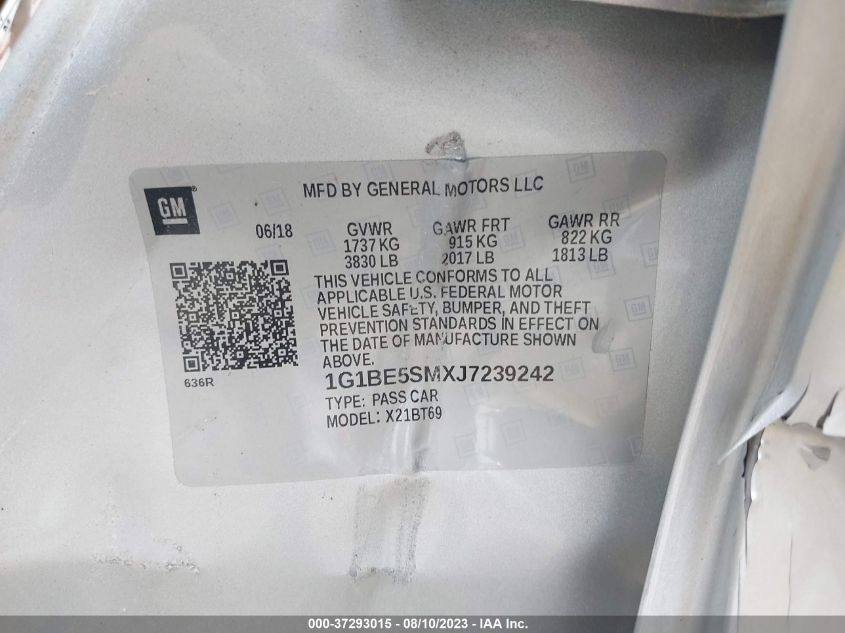 GM
MFD BY GENERAL MOTORS LLC
06/18 GVWR GAWR FRT GAWR RR
1737 KG 915 KG 822 KG
3830 LB 2017 LB 1813 LB
THIS VEHICLE CONFORMS TO ALL
APPLICABLE U.S. FEDERAL MOTOR
VEHICLE SAFETY, BUMPER, AND THEFT
PREVENTION STANDARDS IN EFFECT ON
THE DATE OF MANUFACTURE SHOWN
ABOVE.
636R
1G1BE5SMXJ7239242
TYPE: PASS CAR
MODEL: X21BT69
000-37293015 - 08/10/2023 - IAA Inc.